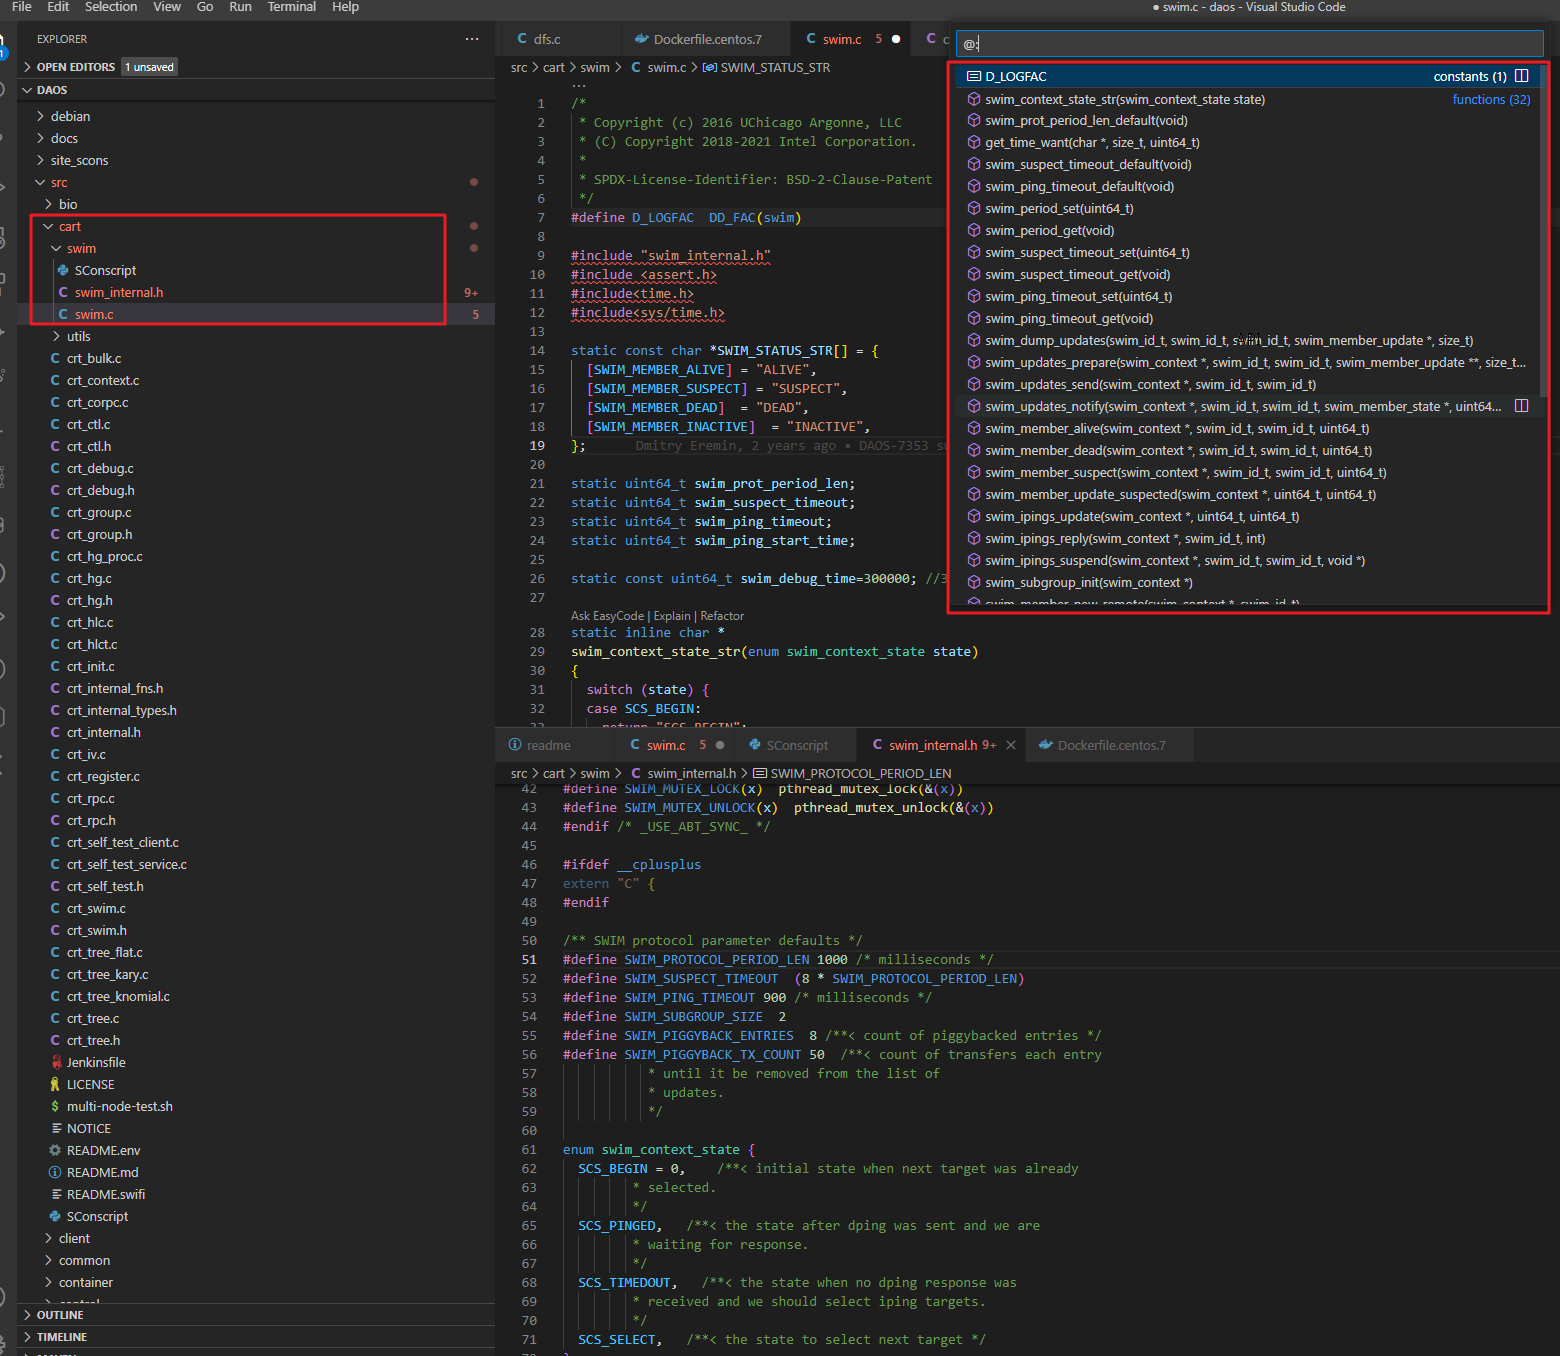 File Edit Selection View Go Run Terminal Help
● swim.c - daos - Visual Studio Code
EXPLORER
OPEN EDITORS 1 unsaved
DAOS
debian
docs
site_scons
src
bio
cart
swim
SConscript
swim_internal.h 9+
swim.c 5
utils
crt_bulk.c
crt_context.c
crt_corpc.c
crt_ctl.c
crt_ctl.h
crt_debug.c
crt_debug.h
crt_group.c
crt_group.h
crt_hg_proc.c
crt_hg.c
crt_hg.h
crt_hlc.c
crt_hlct.c
crt_init.c
crt_internal_fns.h
crt_internal_types.h
crt_internal.h
crt_iv.c
crt_register.c
crt_rpc.c
crt_rpc.h
crt_self_test_client.c
crt_self_test_service.c
crt_self_test.h
crt_swim.c
crt_swim.h
crt_tree_flat.c
crt_tree_kary.c
crt_tree_knomial.c
crt_tree.c
crt_tree.h
Jenkinsfile
LICENSE
multi-node-test.sh
NOTICE
README.env
README.md
README.swifi
SConscript
client
common
container
OUTLINE
TIMELINE
dfs.c Dockerfile.centos.7 swim.c 5 ●
src > cart > swim > C swim.c > SWIM_STATUS_STR
1 /*
2 * Copyright (c) 2016 UChicago Argonne, LLC
3 * (C) Copyright 2018-2021 Intel Corporation.
4 *
5 * SPDX-License-Identifier: BSD-2-Clause-Patent
6 */
7 #define D_LOGFAC DD_FAC(swim)
8
9 #include "swim_internal.h"
10 #include <assert.h>
11 #include<time.h>
12 #include<sys/time.h>
13
14 static const char *SWIM_STATUS_STR[] = {
15 [SWIM_MEMBER_ALIVE] = "ALIVE",
16 [SWIM_MEMBER_SUSPECT] = "SUSPECT",
17 [SWIM_MEMBER_DEAD] = "DEAD",
18 [SWIM_MEMBER_INACTIVE] = "INACTIVE",
19 }; Dmitry Eremin, 2 years ago • DAOS-7353 sw
20
21 static uint64_t swim_prot_period_len;
22 static uint64_t swim_suspect_timeout;
23 static uint64_t swim_ping_timeout;
24 static uint64_t swim_ping_start_time;
25
26 static const uint64_t swim_debug_time=300000; //3
27
Ask EasyCode | Explain | Refactor
28 static inline char *
29 swim_context_state_str(enum swim_context_state state)
30 {
31 switch (state) {
32 case SCS_BEGIN:
33 return "SCS_BEGIN";
@:
D_LOGFAC constants (1)
swim_context_state_str(swim_context_state state) functions (32)
swim_prot_period_len_default(void)
get_time_want(char *, size_t, uint64_t)
swim_suspect_timeout_default(void)
swim_ping_timeout_default(void)
swim_period_set(uint64_t)
swim_period_get(void)
swim_suspect_timeout_set(uint64_t)
swim_suspect_timeout_get(void)
swim_ping_timeout_set(uint64_t)
swim_ping_timeout_get(void)
swim_dump_updates(swim_id_t, swim_id_t, swim_id_t, swim_member_update *, size_t)
swim_updates_prepare(swim_context *, swim_id_t, swim_id_t, swim_member_update **, size_t...
swim_updates_send(swim_context *, swim_id_t, swim_id_t)
swim_updates_notify(swim_context *, swim_id_t, swim_id_t, swim_member_state *, uint64...
swim_member_alive(swim_context *, swim_id_t, swim_id_t, uint64_t)
swim_member_dead(swim_context *, swim_id_t, swim_id_t, uint64_t)
swim_member_suspect(swim_context *, swim_id_t, swim_id_t, uint64_t)
swim_member_update_suspected(swim_context *, uint64_t, uint64_t)
swim_ipings_update(swim_context *, uint64_t, uint64_t)
swim_ipings_reply(swim_context *, swim_id_t, int)
swim_ipings_suspend(swim_context *, swim_id_t, swim_id_t, void *)
swim_subgroup_init(swim_context *)
swim_member_new_remote(swim_context *, swim_id_t)
readme swim.c 5 ● SConscript swim_internal.h 9+ × Dockerfile.centos.7
src > cart > swim > C swim_internal.h > SWIM_PROTOCOL_PERIOD_LEN
42 #define SWIM_MUTEX_LOCK(x) pthread_mutex_lock(&(x))
43 #define SWIM_MUTEX_UNLOCK(x) pthread_mutex_unlock(&(x))
44 #endif /* _USE_ABT_SYNC_ */
45
46 #ifdef __cplusplus
47 extern "C" {
48 #endif
49
50 /** SWIM protocol parameter defaults */
51 #define SWIM_PROTOCOL_PERIOD_LEN 1000 /* milliseconds */
52 #define SWIM_SUSPECT_TIMEOUT (8 * SWIM_PROTOCOL_PERIOD_LEN)
53 #define SWIM_PING_TIMEOUT 900 /* milliseconds */
54 #define SWIM_SUBGROUP_SIZE 2
55 #define SWIM_PIGGYBACK_ENTRIES 8 /**< count of piggybacked entries */
56 #define SWIM_PIGGYBACK_TX_COUNT 50 /**< count of transfers each entry
57 * until it be removed from the list of
58 * updates.
59 */
60
61 enum swim_context_state {
62 SCS_BEGIN = 0, /**< initial state when next target was already
63 * selected.
64 */
65 SCS_PINGED, /**< the state after dping was sent and we are
66 * waiting for response.
67 */
68 SCS_TIMEDOUT, /**< the state when no dping response was
69 * received and we should select iping targets.
70 */
71 SCS_SELECT, /**< the state to select next target */